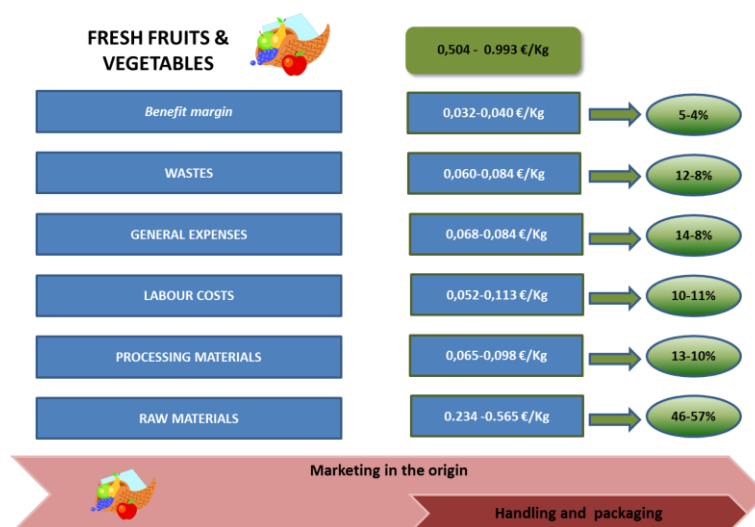 FRESH FRUITS &
VEGETABLES
0,504 - 0.993 €/Kg
Benefit margin
0,032-0,040 €/Kg
5-4%
WASTES
0,060-0,084 €/Kg
12-8%
GENERAL EXPENSES
0,068-0,084 €/Kg
14-8%
LABOUR COSTS
0,052-0,113 €/Kg
10-11%
PROCESSING MATERIALS
0,065-0,098 €/Kg
13-10%
RAW MATERIALS
0.234 -0.565 €/Kg
46-57%
Marketing in the origin
Handling and packaging